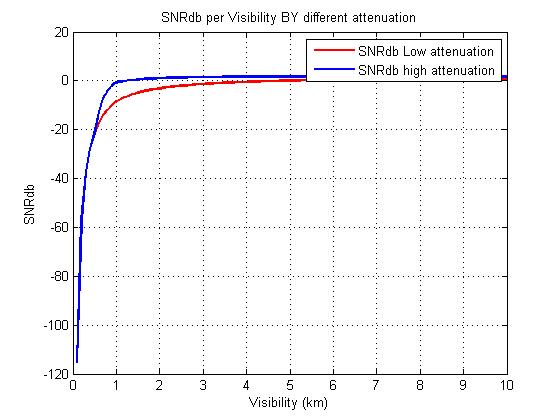 SNRdb per Visibility BY different attenuation
SNRdb Low attenuation
SNRdb high attenuation
20
0
-20
-40
-60
-80
-100
-120
SNRdb
0 1 2 3 4 5 6 7 8 9 10
Visibility (km)